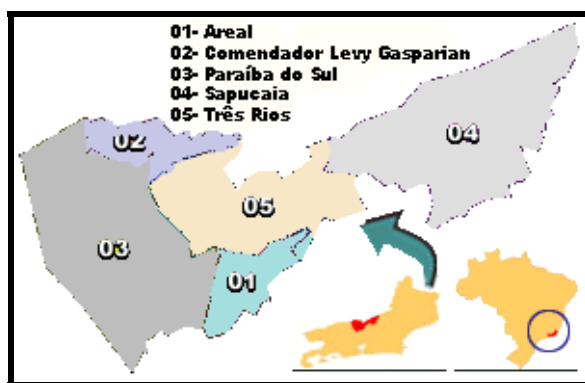 01- Areal
02- Comendador Levy Gasparian
03- Paraíba do Sul
04- Sapucaia
05- Três Rios
02
04
05
03
01